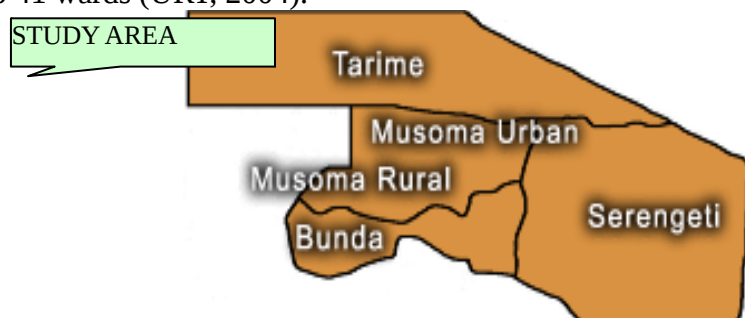 41 wards (URT, 2004).
STUDY AREA
Tarime
Musoma Urban
Musoma Rural
Serengeti
Bunda